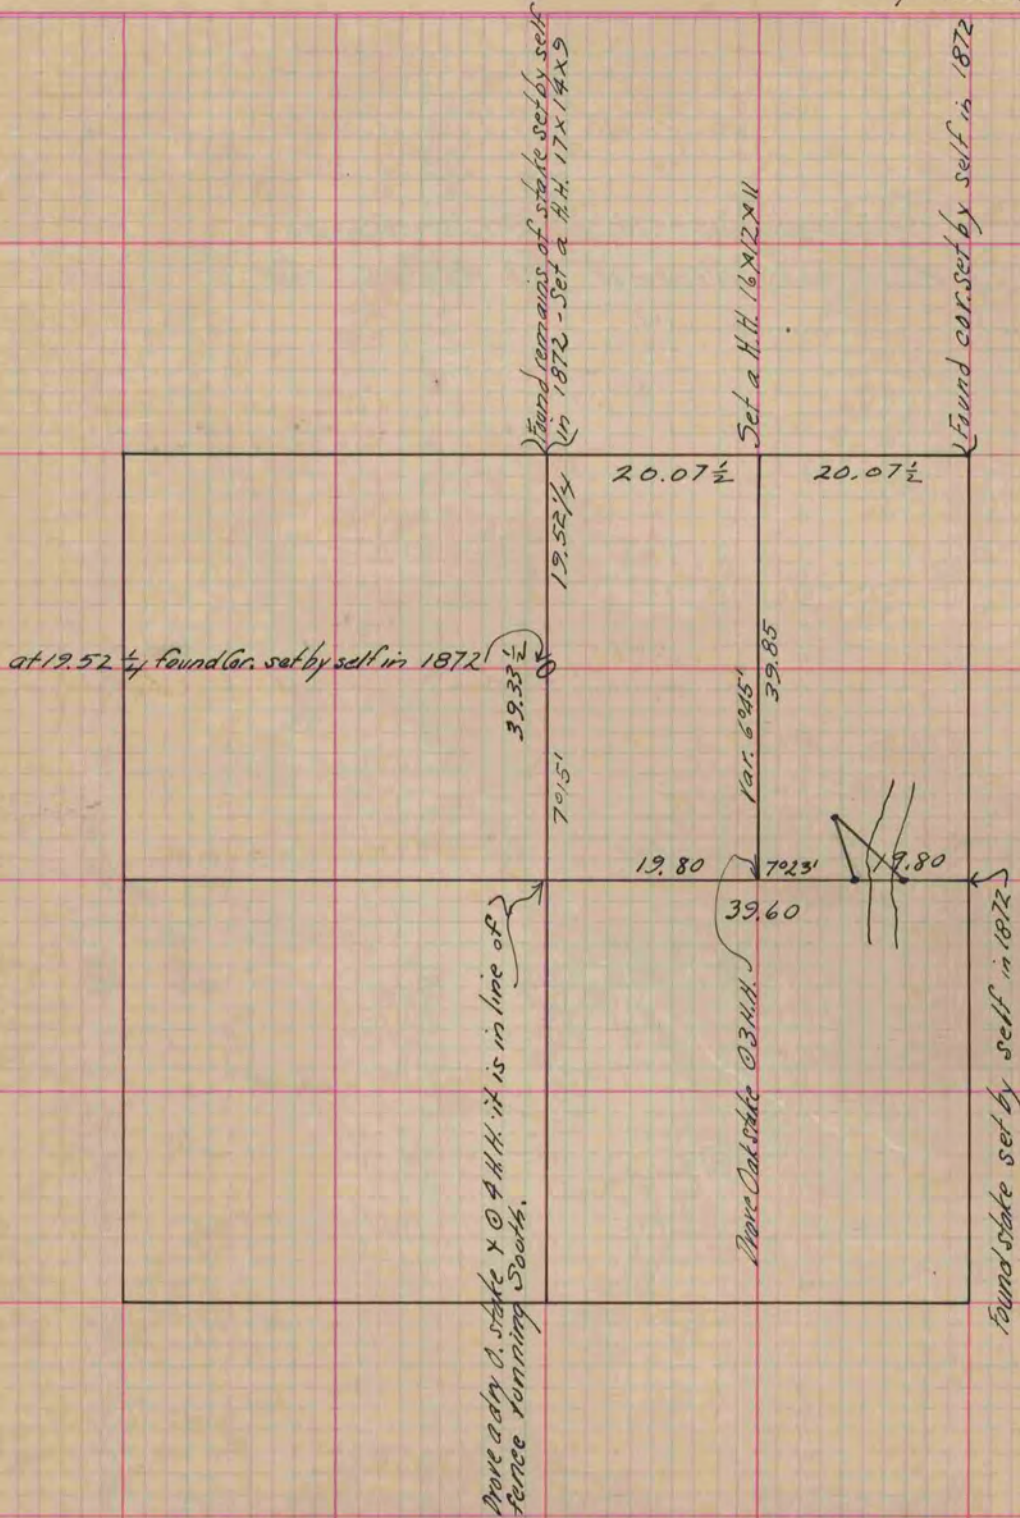 Found remains of stake set by self
in 1872 - Set a H.H. 17x14x9
Set a H.H. 16x12x11
Found cor. set by self in 1872
20.07½
20.07½
19.52¼
at 19.52¼ found Cor. set by self in 1872
39.33½
7°15'
Var. 6°45'
39.85
19.80
7°23'
19.80
39.60
Drove a dry O. stake & ⊙ 4 H.H. it is in line of
fence running South.
Drove Oak stake ⊙ 3 H.H.
Found stake set by self in 1872